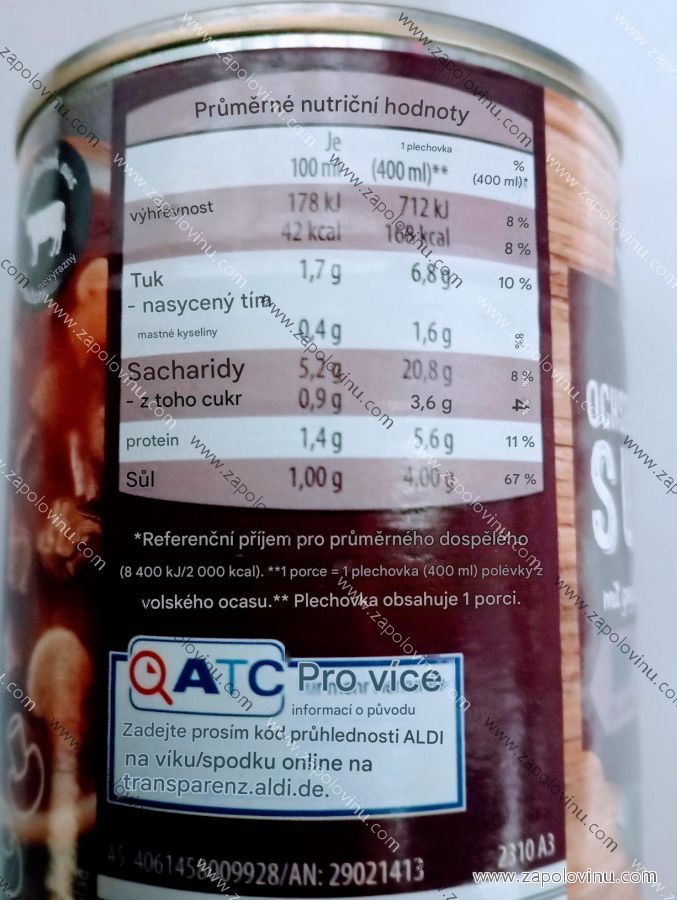 Průměrné nutriční hodnoty
Je 100 ml
1 plechovka (400 ml)**
% (400 ml)*
výhřevnost 178 kJ 712 kJ 8 %
42 kcal 168 kcal 8 %
Tuk 1,7 g 6,8 g 10 %
- nasycený tím
mastné kyseliny 0,4 g 1,6 g 8%
Sacharidy 5,2 g 20,8 g 8 %
- z toho cukr 0,9 g 3,6 g
protein 1,4 g 5,6 g 11 %
Sůl 1,00 g 4,00 g 67 %
*Referenční příjem pro průměrného dospělého
(8 400 kJ/2 000 kcal). **1 porce = 1 plechovka (400 ml) polévky z
volského ocasu.** Plechovka obsahuje 1 porci.
ATC Pro více
informací o původu
Zadejte prosím kód průhlednosti ALDI
na víku/spodku online na
transparenz.aldi.de.
/AN: 29021413
2310 A3
www.zapolovinu.com